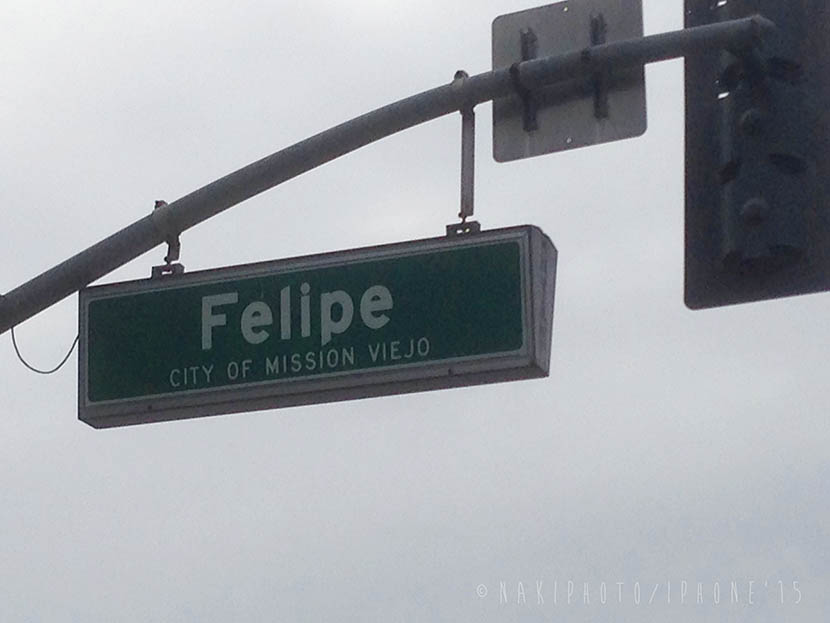 Felipe
CITY OF MISSION VIEJO
©NAKIPHOTO/IPHONE'15